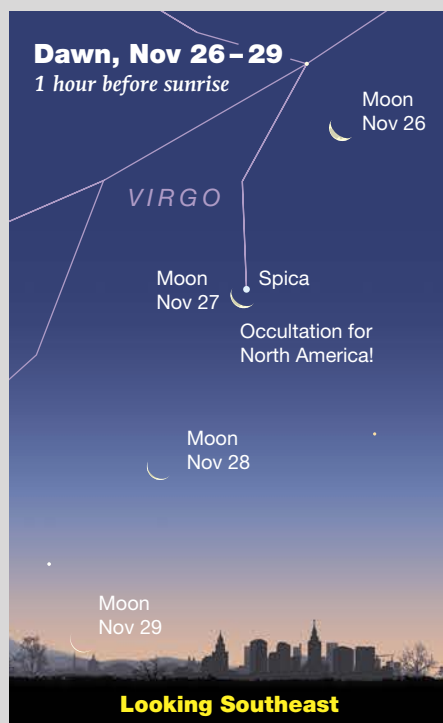 Dawn, Nov 26 – 29
1 hour before sunrise
Moon
Nov 26
VIRGO
Moon
Nov 27
Spica
Occultation for
North America!
Moon
Nov 28
Moon
Nov 29
Looking Southeast